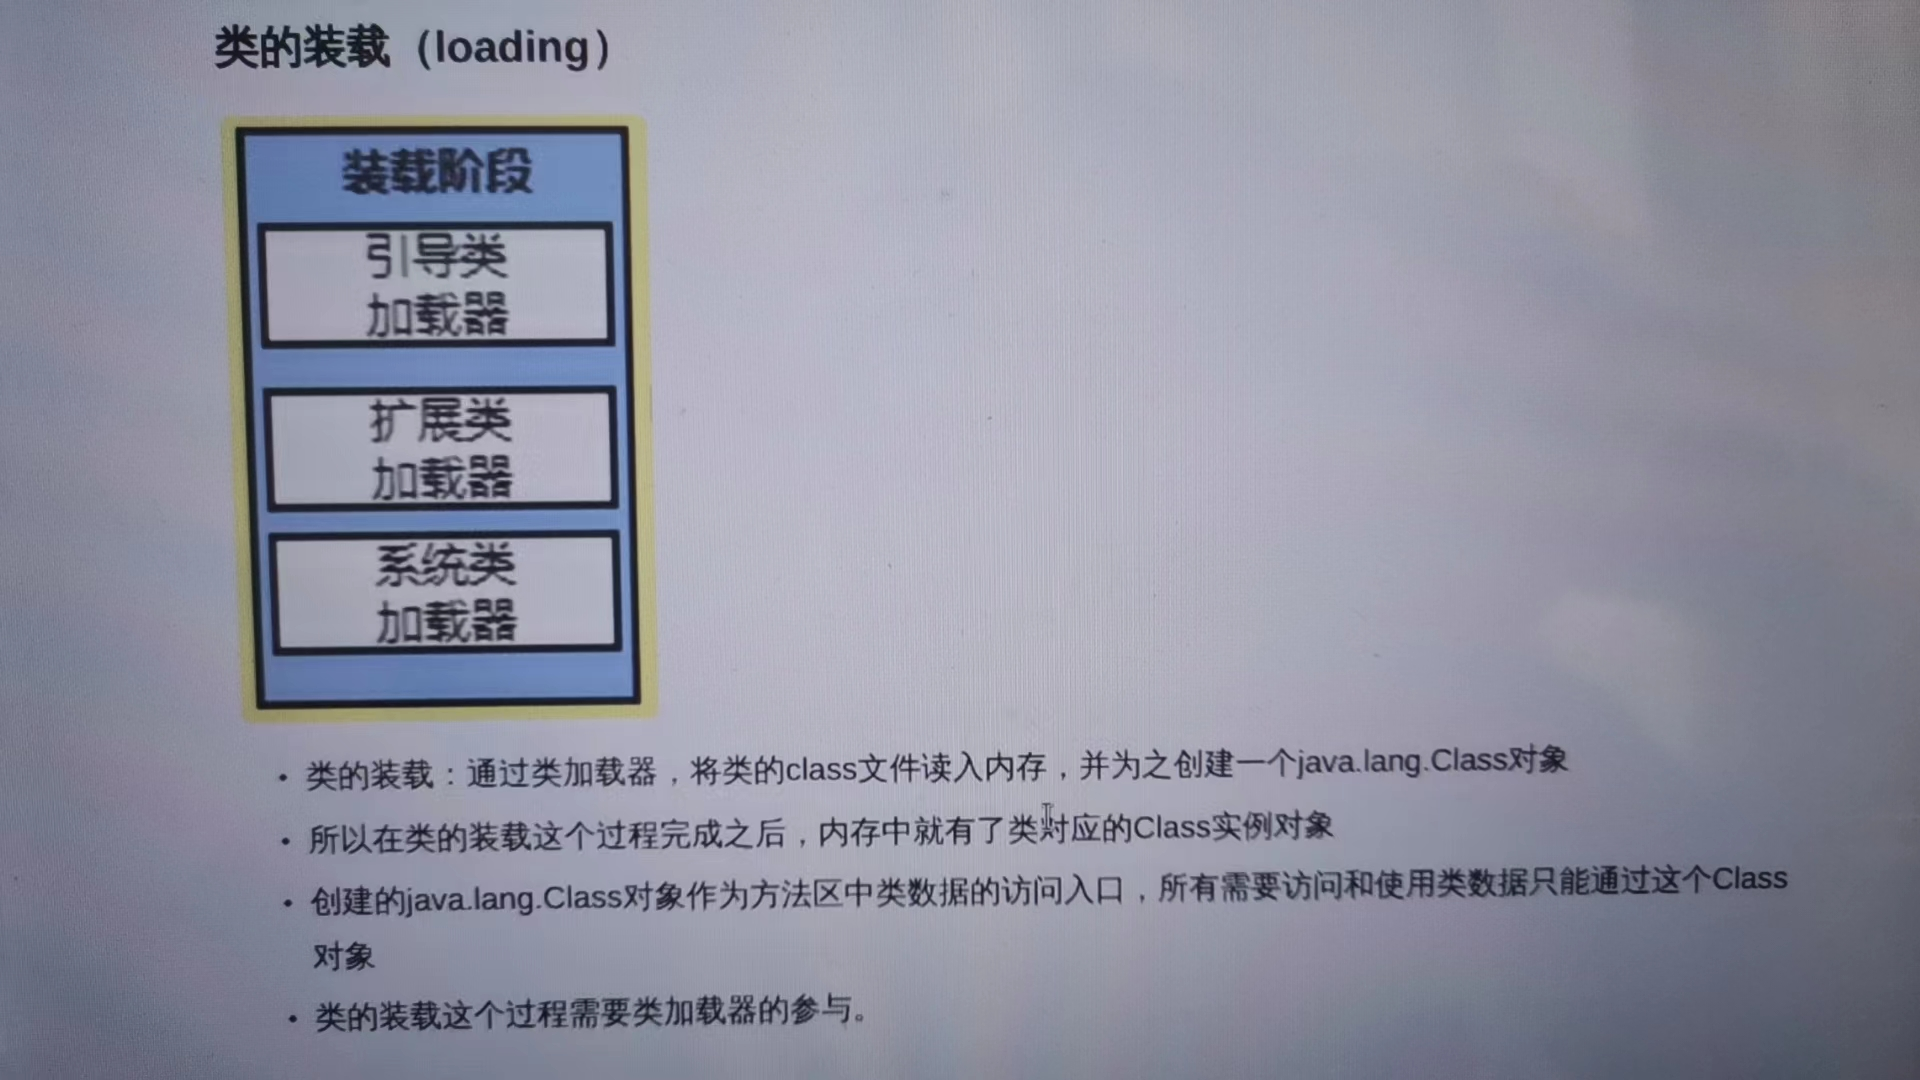 类的装载（loading）
装载阶段
引导类
加载器
扩展类
加载器
系统类
加载器
• 类的装载：通过类加载器，将类的class文件读入内存，并为之创建一个java.lang.Class对象
• 所以在类的装载这个过程完成之后，内存中就有了类对应的Class实例对象
• 创建的java.lang.Class对象作为方法区中类数据的访问入口，所有需要访问和使用类数据只能通过这个Class
对象
• 类的装载这个过程需要类加载器的参与。